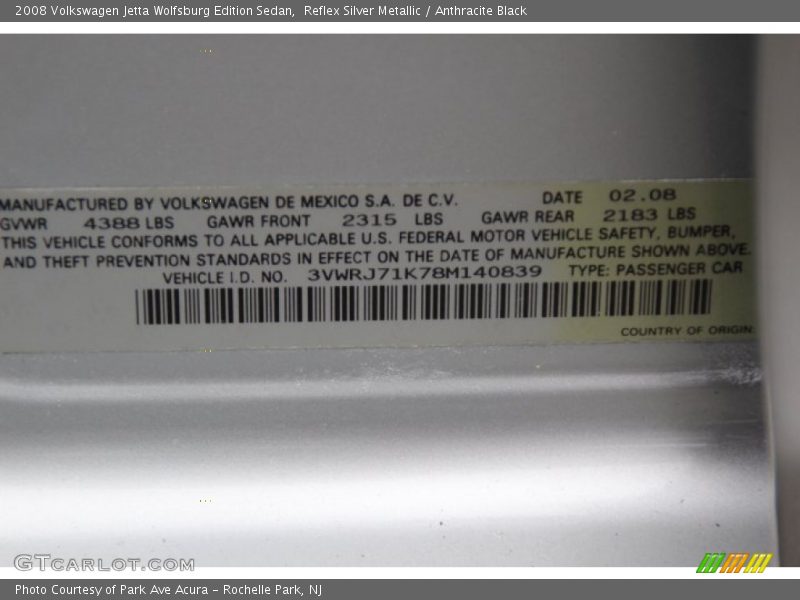 2008 Volkswagen Jetta Wolfsburg Edition Sedan,  Reflex Silver Metallic / Anthracite Black
MANUFACTURED BY VOLKSWAGEN DE MEXICO S.A. DE C.V. DATE 02.08
GVWR 4388 LBS GAWR FRONT 2315 LBS GAWR REAR 2183 LBS
THIS VEHICLE CONFORMS TO ALL APPLICABLE U.S. FEDERAL MOTOR VEHICLE SAFETY, BUMPER,
AND THEFT PREVENTION STANDARDS IN EFFECT ON THE DATE OF MANUFACTURE SHOWN ABOVE.
VEHICLE I.D. NO. 3VWRJ71K78M140839 TYPE: PASSENGER CAR
COUNTRY OF ORIGIN:
GTCARLOT.COM
Photo Courtesy of Park Ave Acura - Rochelle Park, NJ